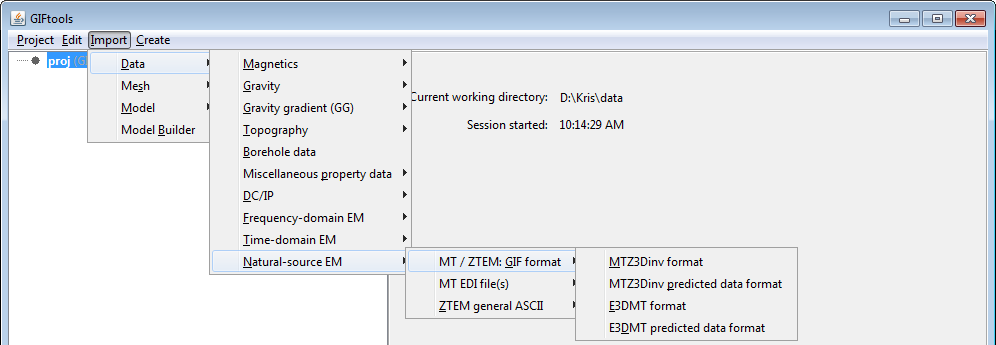 GIFtools
Project Edit Import Create
proj (G
Data
Mesh
Model
Model Builder
Magnetics
Gravity
Gravity gradient (GG)
Topography
Borehole data
Miscellaneous property data
DC/IP
Frequency-domain EM
Time-domain EM
Natural-source EM
Current working directory: D:\Kris\data
Session started: 10:14:29 AM
MT / ZTEM: GIF format
MT EDI file(s)
ZTEM general ASCII
MTZ3Dinv format
MTZ3Dinv predicted data format
E3DMT format
E3DMT predicted data format